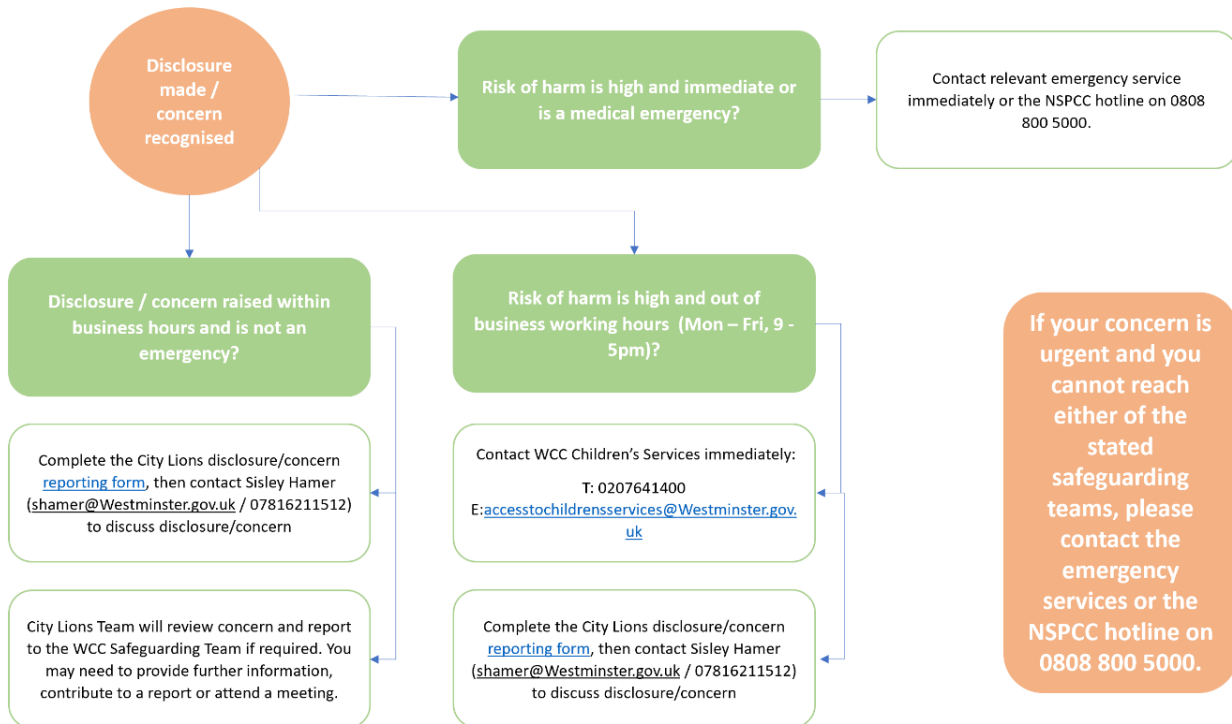 Disclosure
made /
concern
recognised
Risk of harm is high and immediate or
is a medical emergency?
Contact relevant emergency service
immediately or the NSPCC hotline on 0808
800 5000.
Disclosure / concern raised within
business hours and is not an
emergency?
Risk of harm is high and out of
business working hours  (Mon – Fri, 9 -
5pm)?
Complete the City Lions disclosure/concern
reporting form, then contact Sisley Hamer
(shamer@Westminster.gov.uk / 07816211512)
to discuss disclosure/concern
Contact WCC Children’s Services immediately:
T: 0207641400
E:accesstochildrensservices@Westminster.gov.
uk
City Lions Team will review concern and report
to the WCC Safeguarding Team if required. You
may need to provide further information,
contribute to a report or attend a meeting.
Complete the City Lions disclosure/concern
reporting form, then contact Sisley Hamer
(shamer@Westminster.gov.uk / 07816211512)
to discuss disclosure/concern
If your concern is
urgent and you
cannot reach
either of the
stated
safeguarding
teams, please
contact the
emergency
services or the
NSPCC hotline on
0808 800 5000.